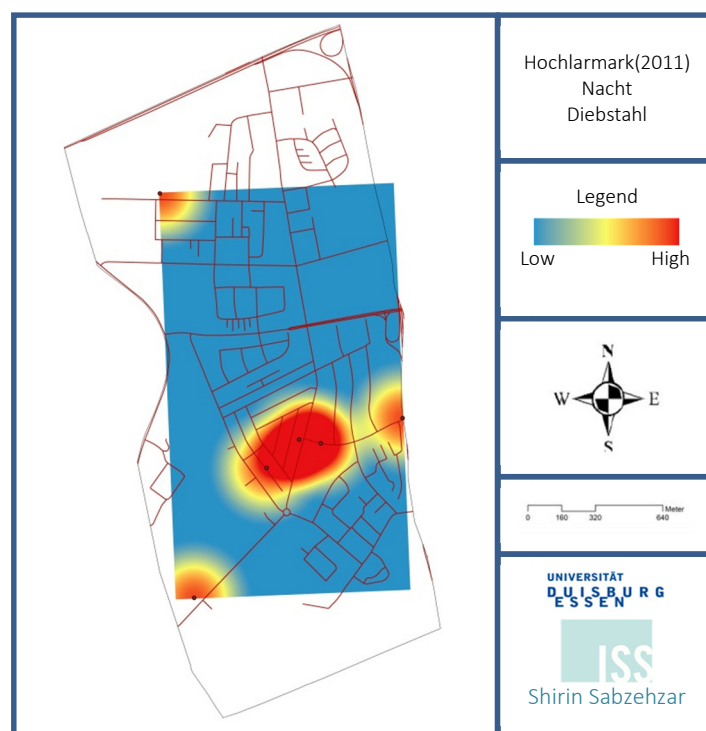 Hochlarmark(2011)
Nacht
Diebstahl
Legend
Low High
N
W E
S
Meter
0 160 320 640
UNIVERSITÄT
DUISBURG
ESSEN
ISS
Shirin Sabzehzar